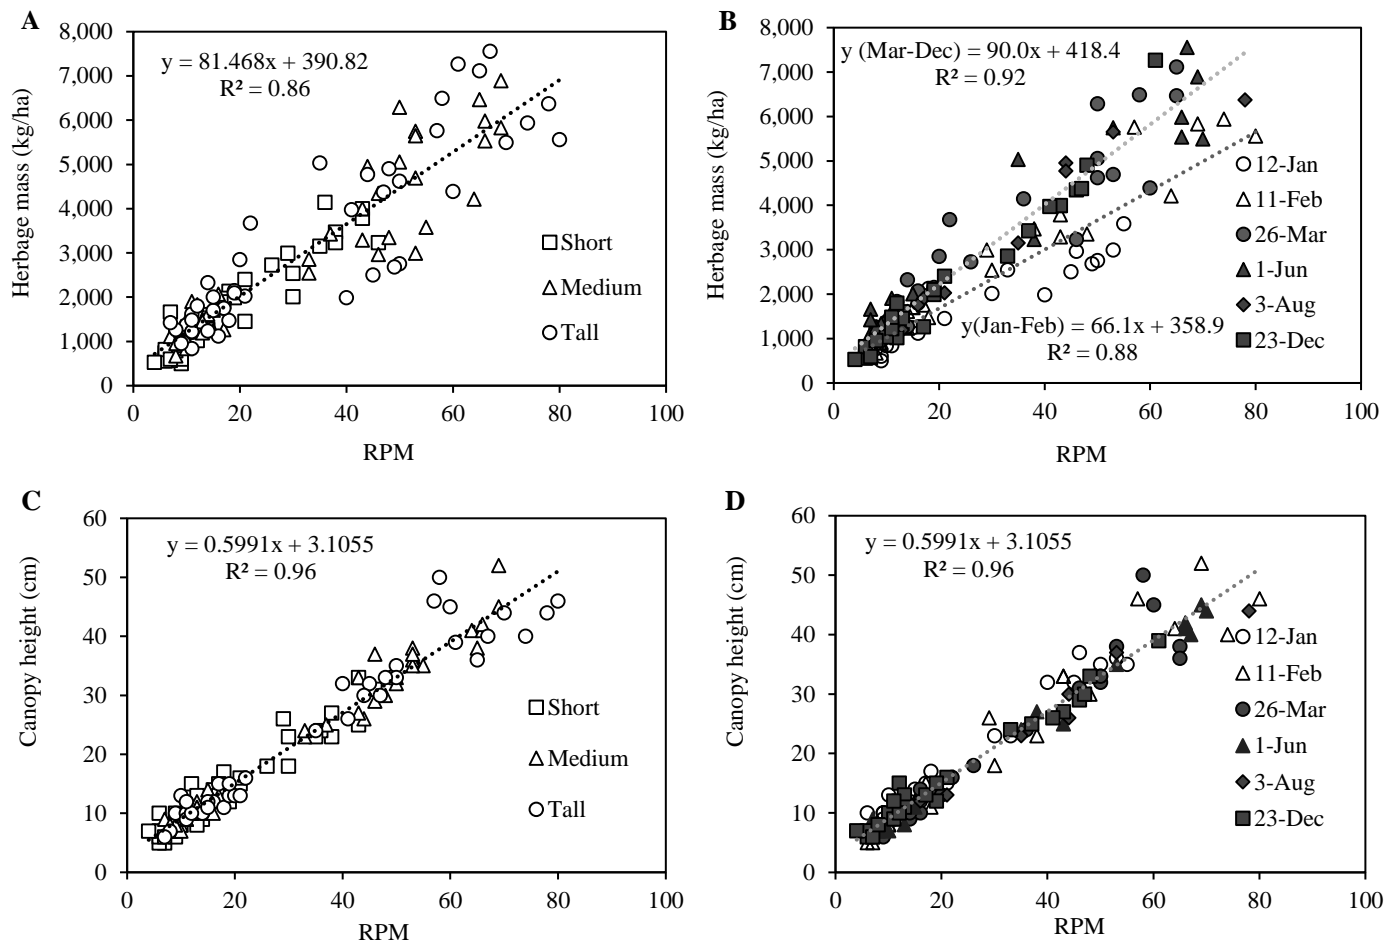 A
8,000
7,000
6,000
5,000
4,000
3,000
2,000
1,000
0
Herbage mass (kg/ha)
y = 81.468x + 390.82
R² = 0.86
Short
Medium
Tall
0 20 40 60 80 100
RPM
B
8,000
7,000
6,000
5,000
4,000
3,000
2,000
1,000
0
Herbage mass (kg/ha)
y (Mar-Dec) = 90.0x + 418.4
R² = 0.92
12-Jan
11-Feb
26-Mar
1-Jun
3-Aug
23-Dec
y(Jan-Feb) = 66.1x + 358.9
R² = 0.88
0 20 40 60 80 100
RPM
C
60
50
40
30
20
10
0
Canopy height (cm)
y = 0.5991x + 3.1055
R² = 0.96
Short
Medium
Tall
0 20 40 60 80 100
RPM
D
60
50
40
30
20
10
0
Canopy height (cm)
y = 0.5991x + 3.1055
R² = 0.96
12-Jan
11-Feb
26-Mar
1-Jun
3-Aug
23-Dec
0 20 40 60 80 100
RPM